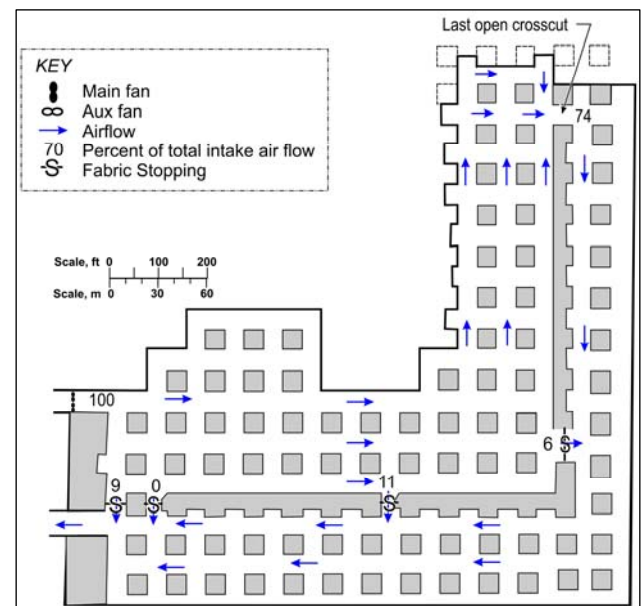 Last open crosscut
KEY
Main fan
Aux fan
Airflow
70 Percent of total intake air flow
Fabric Stopping
74
Scale, ft 0 100 200
Scale, m 0 30 60
100
6
9 0 11